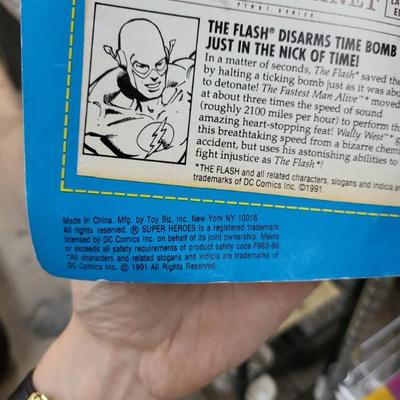 FIRST SERIES
LA
EL
THE FLASH® DISARMS TIME BOMB
JUST IN THE NICK OF TIME!
In a matter of seconds, The Flash* saved the
by halting a ticking bomb just as it was abo
to detonate! The Fastest Man Alive™* moved
at about three times the speed of sound
(roughly 2100 miles per hour) to perform th
amazing heart-stopping feat! Wally West* g
this breathtaking speed from a bizarre chemi
accident, but uses his astonishing abilities to
fight injustice as The Flash*!
*THE FLASH and all related characters, slogans and indicia ar
trademarks of DC Comics Inc. ©1991.
Made in China. Mfg. by Toy Biz, Inc. New York NY 10016
All rights reserved. ® SUPER HEROES is a registered trademark
licensed by DC Comics Inc. on behalf of its joint ownership. Meets
or exceeds all safety requirements of product safety code F963-86.
*All characters and related slogans and indicia are trademarks
of DC Comics Inc. © 1991 All Rights Reserved.